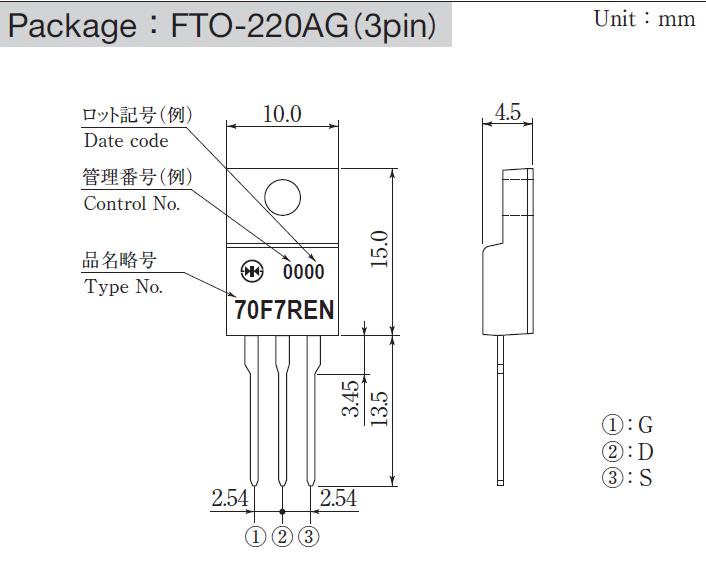 Package：FTO-220AG(3pin)
Unit：mm
ロット記号(例)
Date code
管理番号(例)
Control No.
品名略号
Type No.
10.0
4.5
15.0
0000
70F7REN
3.45
13.5
2.54
2.54
① ② ③
①：G
②：D
③：S